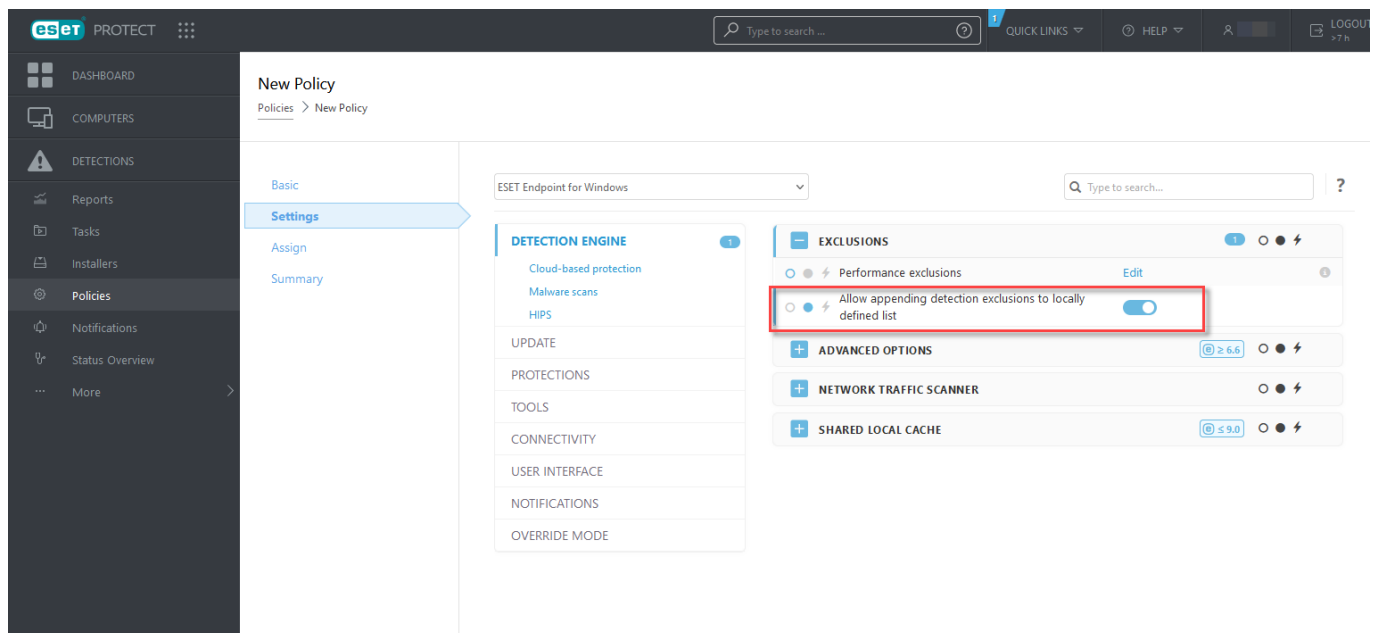 eseT PROTECT
Type to search ...
?
1
QUICK LINKS
? HELP
LOGOUT
>7 h
DASHBOARD
COMPUTERS
DETECTIONS
Reports
Tasks
Installers
Policies
Notifications
Status Overview
More
New Policy
Policies > New Policy
Basic
Settings
Assign
Summary
ESET Endpoint for Windows
Type to search...
?
DETECTION ENGINE 1
Cloud-based protection
Malware scans
HIPS
UPDATE
PROTECTIONS
TOOLS
CONNECTIVITY
USER INTERFACE
NOTIFICATIONS
OVERRIDE MODE
EXCLUSIONS 1
Performance exclusions Edit
Allow appending detection exclusions to locally
defined list
ADVANCED OPTIONS e ≥ 6.6
NETWORK TRAFFIC SCANNER
SHARED LOCAL CACHE e ≤ 9.0